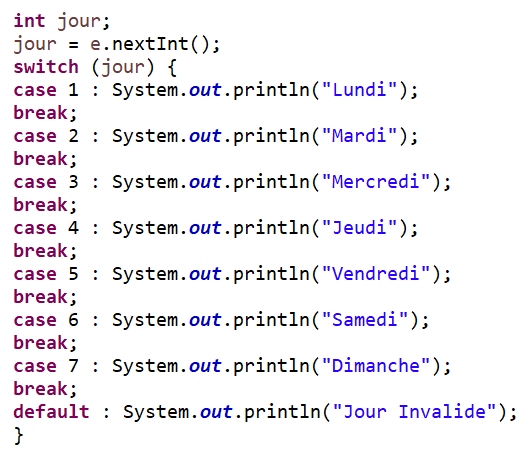 int jour;
jour = e.nextInt();
switch (jour) {
case 1 : System.out.println("Lundi");
break;
case 2 : System.out.println("Mardi");
break;
case 3 : System.out.println("Mercredi");
break;
case 4 : System.out.println("Jeudi");
break;
case 5 : System.out.println("Vendredi");
break;
case 6 : System.out.println("Samedi");
break;
case 7 : System.out.println("Dimanche");
break;
default : System.out.println("Jour Invalide");
}